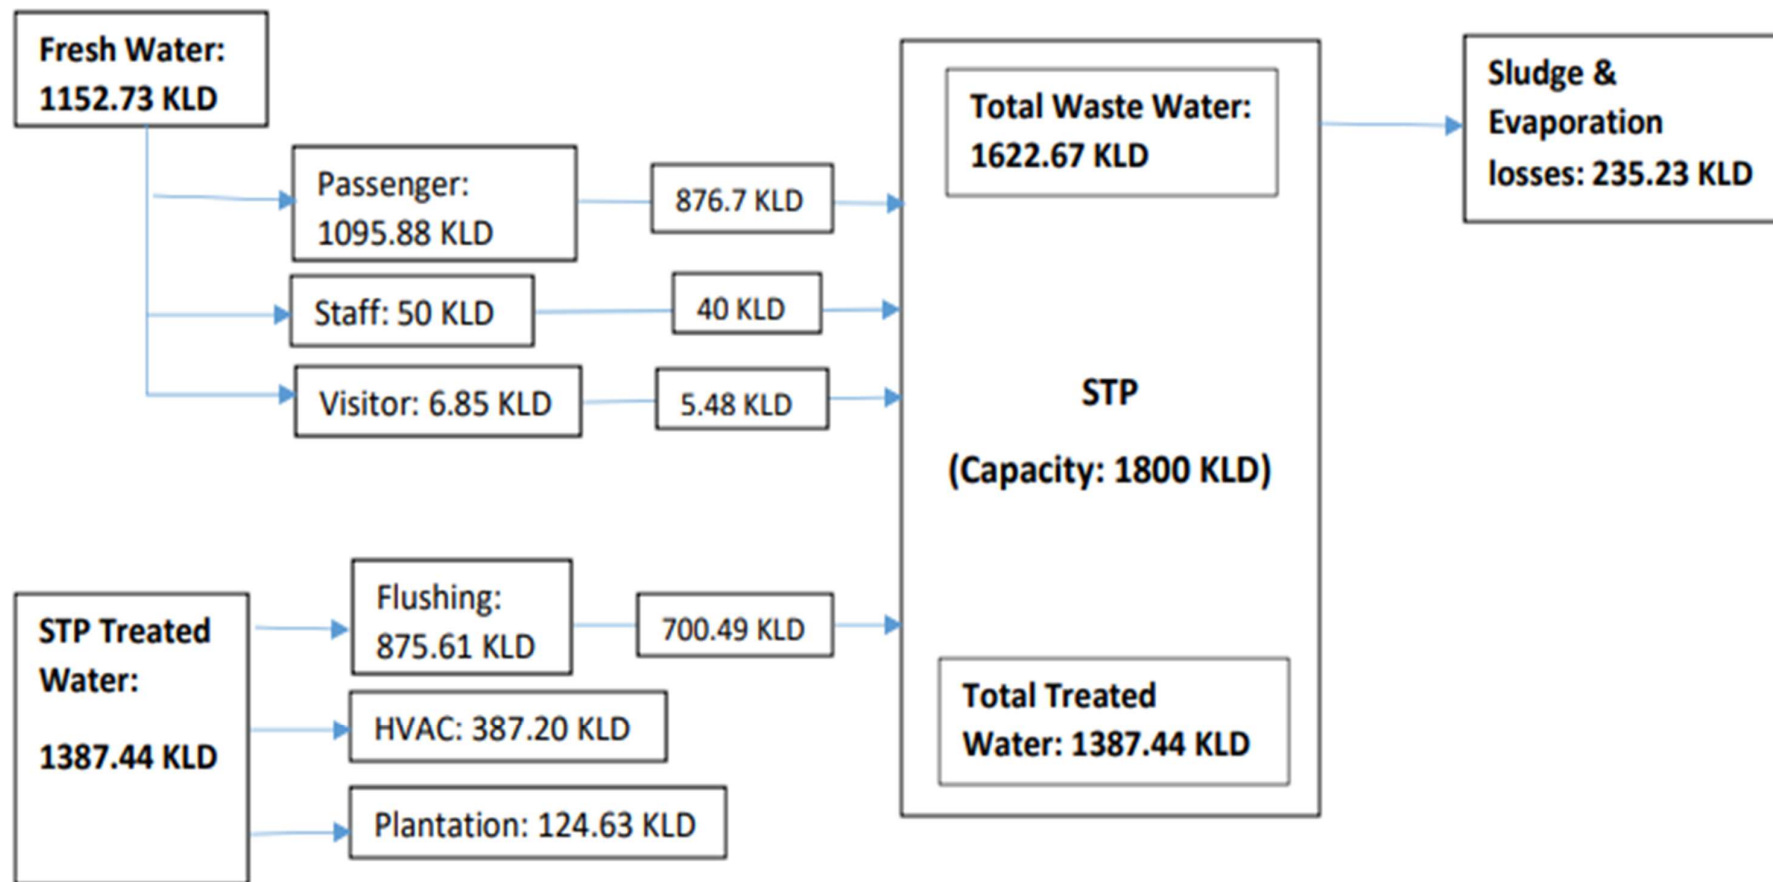 Fresh Water:
1152.73 KLD
Passenger:
1095.88 KLD
876.7 KLD
Staff: 50 KLD
40 KLD
Visitor: 6.85 KLD
5.48 KLD
STP Treated
Water:
1387.44 KLD
Flushing:
875.61 KLD
700.49 KLD
HVAC: 387.20 KLD
Plantation: 124.63 KLD
Total Waste Water:
1622.67 KLD
STP
(Capacity: 1800 KLD)
Total Treated
Water: 1387.44 KLD
Sludge &
Evaporation
losses: 235.23 KLD